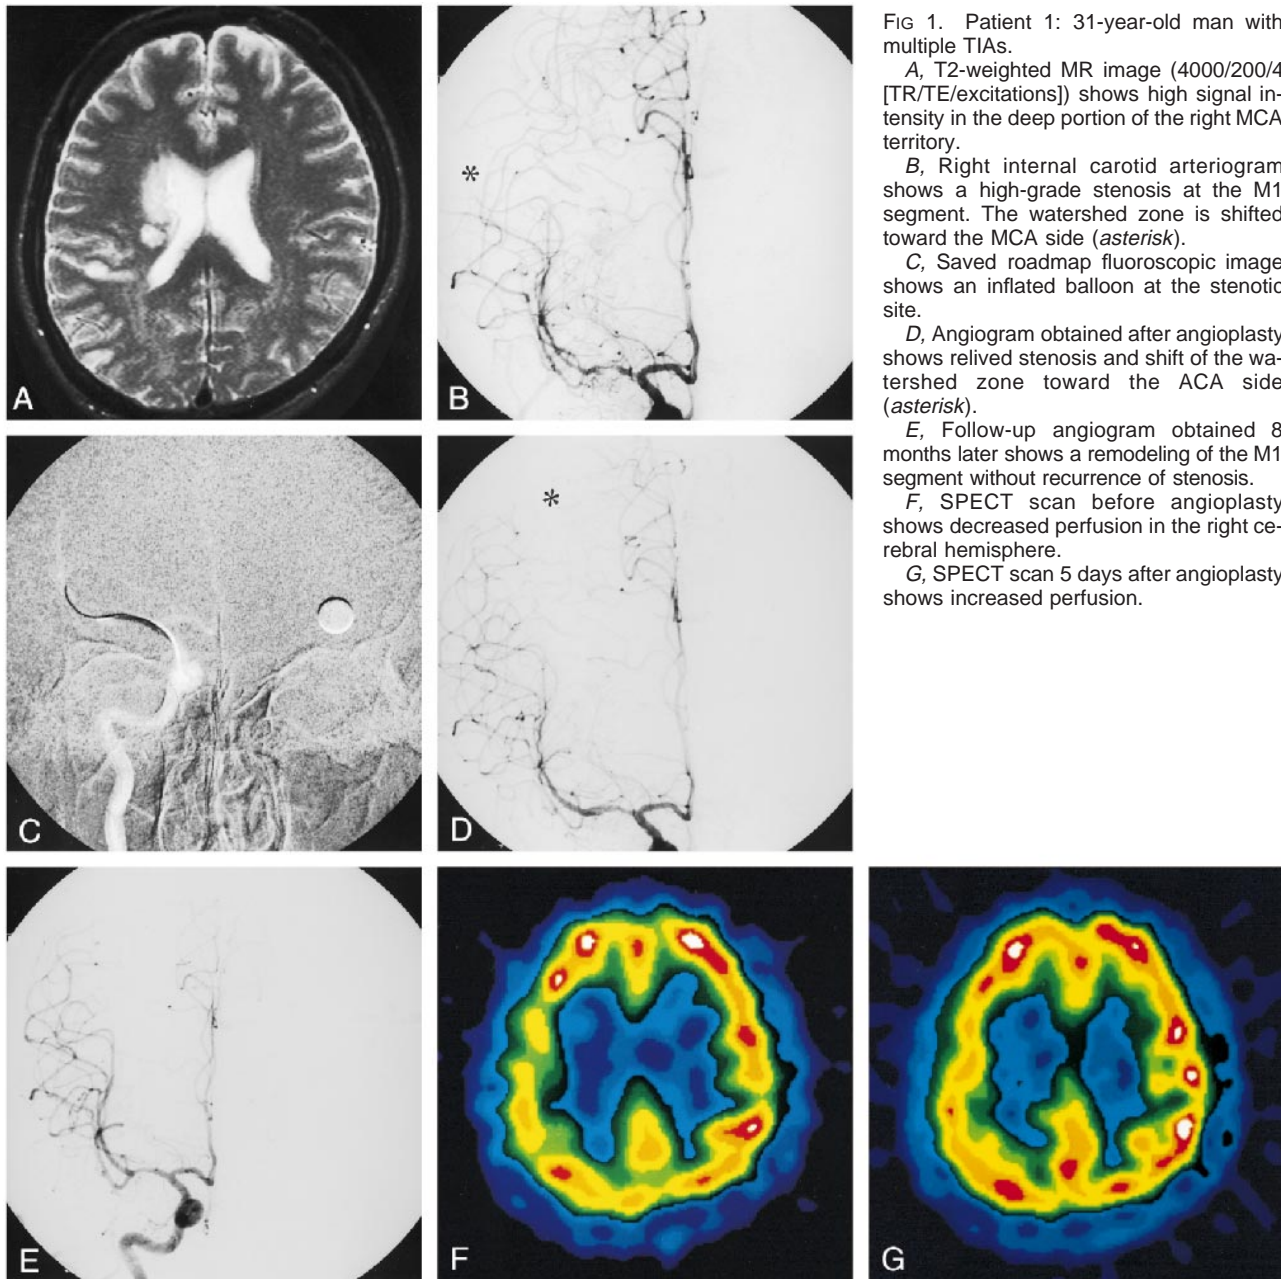 FIG 1. Patient 1: 31-year-old man with
multiple TIAs.
A, T2-weighted MR image (4000/200/4
[TR/TE/excitations]) shows high signal in-
tensity in the deep portion of the right MCA
territory.
B, Right internal carotid arteriogram
shows a high-grade stenosis at the M1
segment. The watershed zone is shifted
toward the MCA side (asterisk).
C, Saved roadmap fluoroscopic image
shows an inflated balloon at the stenotic
site.
D, Angiogram obtained after angioplasty
shows relived stenosis and shift of the wa-
tershed zone toward the ACA side
(asterisk).
E, Follow-up angiogram obtained 8
months later shows a remodeling of the M1
segment without recurrence of stenosis.
F, SPECT scan before angioplasty
shows decreased perfusion in the right ce-
rebral hemisphere.
G, SPECT scan 5 days after angioplasty
shows increased perfusion.
A
*
B
C
*
D
E
F
G